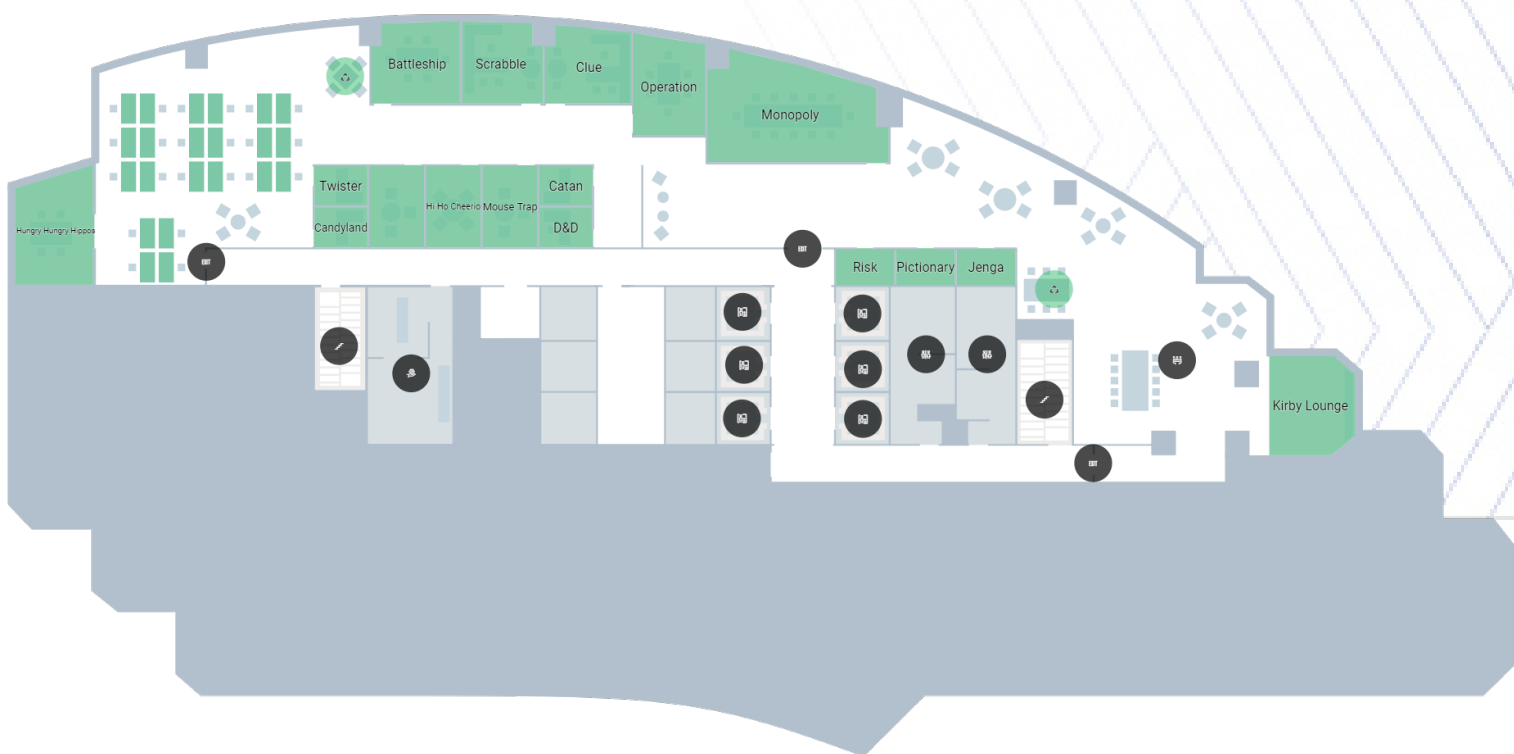 Battleship
Scrabble
Clue
Operation
Monopoly
Twister
Hi Ho Cheerio
Mouse Trap
Catan
Candyland
D&D
Hungry Hungry Hippos
EXIT
EXIT
Risk
Pictionary
Jenga
Kirby Lounge
EXIT